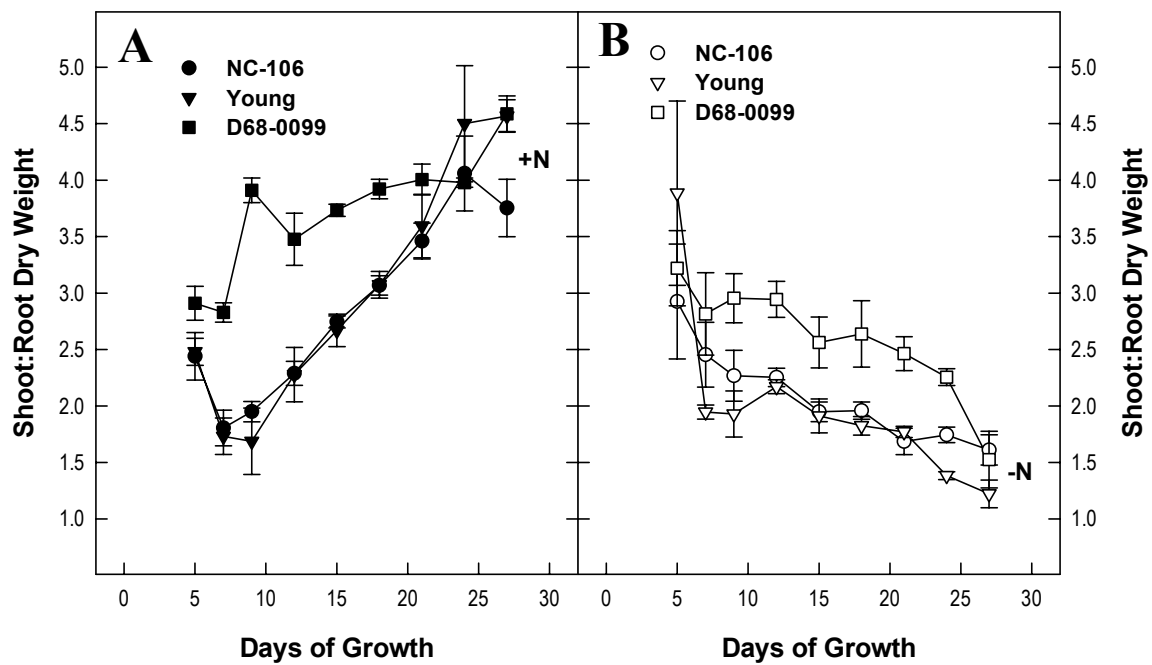 A
NC-106
Young
D68-0099
+N
5.0
4.5
4.0
3.5
3.0
2.5
2.0
1.5
1.0
Shoot:Root Dry Weight
0 5 10 15 20 25 30
Days of Growth
B
NC-106
Young
D68-0099
-N
5.0
4.5
4.0
3.5
3.0
2.5
2.0
1.5
1.0
Shoot:Root Dry Weight
0 5 10 15 20 25 30
Days of Growth